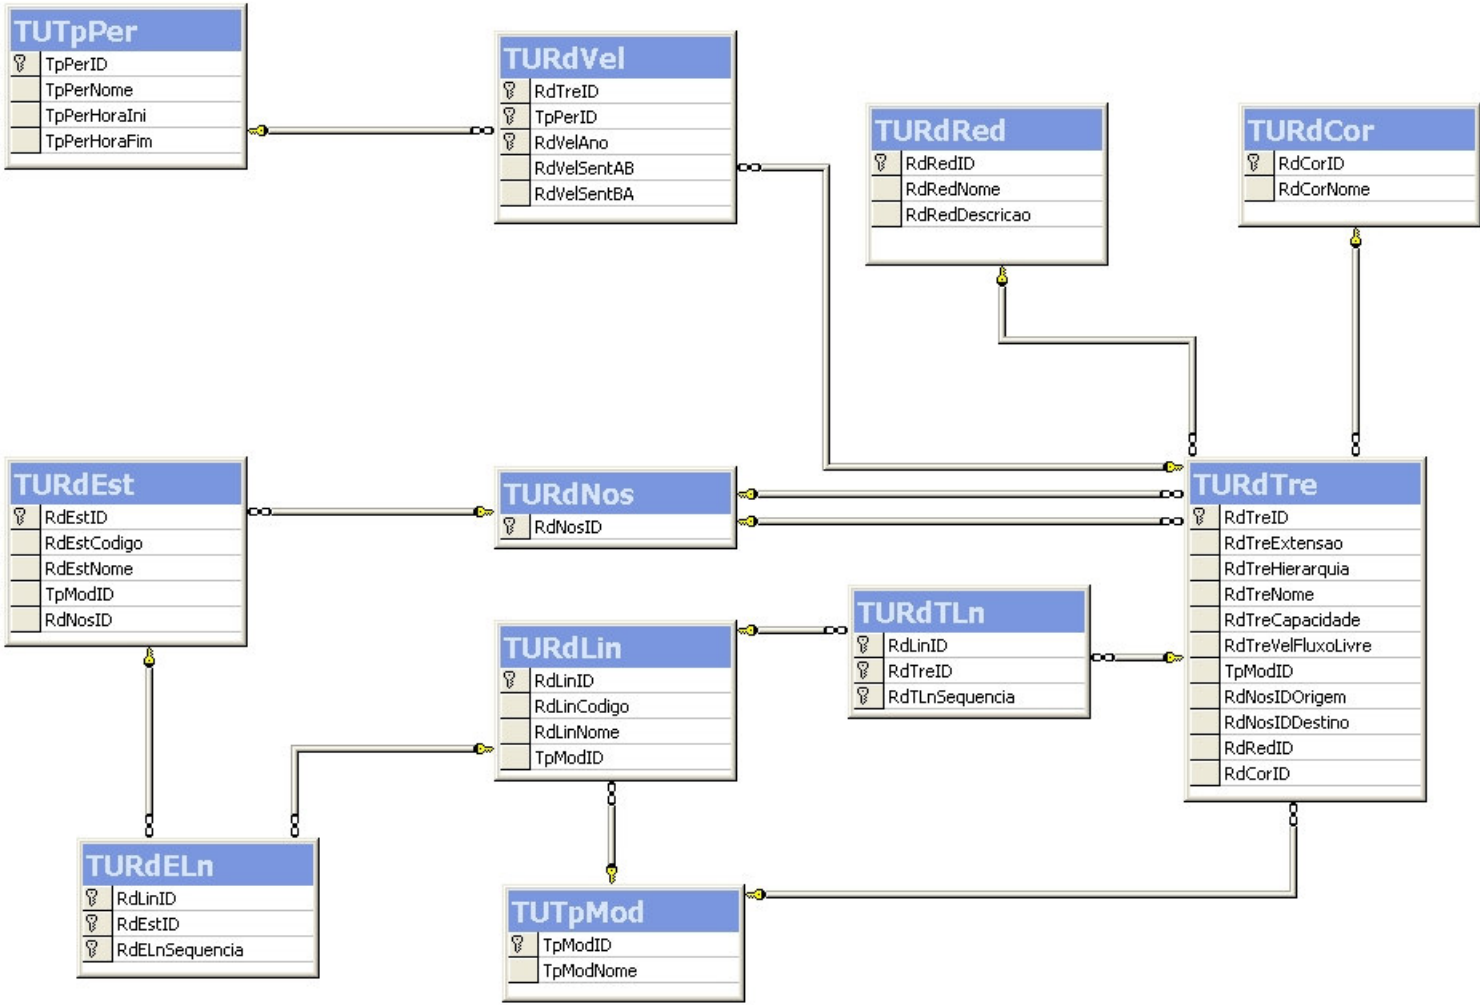 TUTpPer
TpPerID
TpPerNome
TpPerHoraIni
TpPerHoraFim
TURdVel
RdTreID
TpPerID
RdVelAno
RdVelSentAB
RdVelSentBA
TURdRed
RdRedID
RdRedNome
RdRedDescricao
TURdCor
RdCorID
RdCorNome
TURdEst
RdEstID
RdEstCodigo
RdEstNome
TpModID
RdNosID
TURdNos
RdNosID
TURdTre
RdTreID
RdTreExtensao
RdTreHierarquia
RdTreNome
RdTreCapacidade
RdTreVelFluxoLivre
TpModID
RdNosIDOrigem
RdNosIDDestino
RdRedID
RdCorID
TURdTLn
RdLinID
RdTreID
RdTLnSequencia
TURdLin
RdLinID
RdLinCodigo
RdLinNome
TpModID
TURdELn
RdLinID
RdEstID
RdELnSequencia
TUTpMod
TpModID
TpModNome